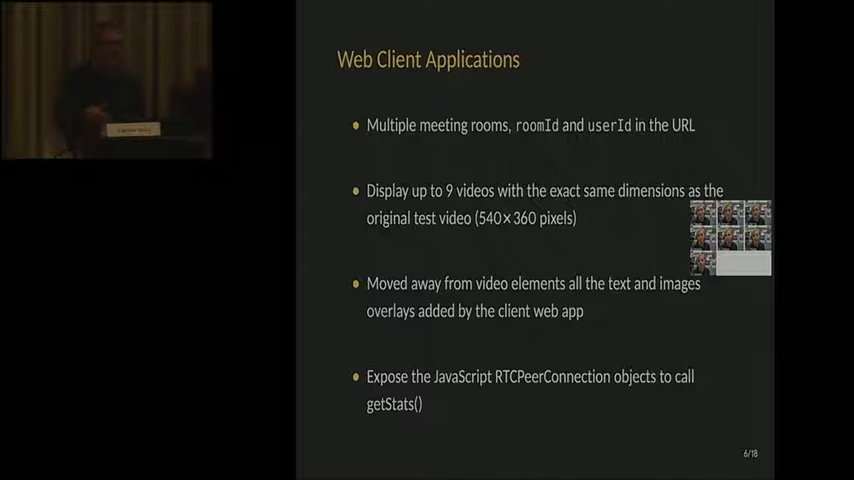 Web Client Applications
Multiple meeting rooms, roomId and userId in the URL
Display up to 9 videos with the exact same dimensions as the
original test video (540×360 pixels)
Moved away from video elements all the text and images
overlays added by the client web app
Expose the JavaScript RTCPeerConnection objects to call
getStats()
6/18